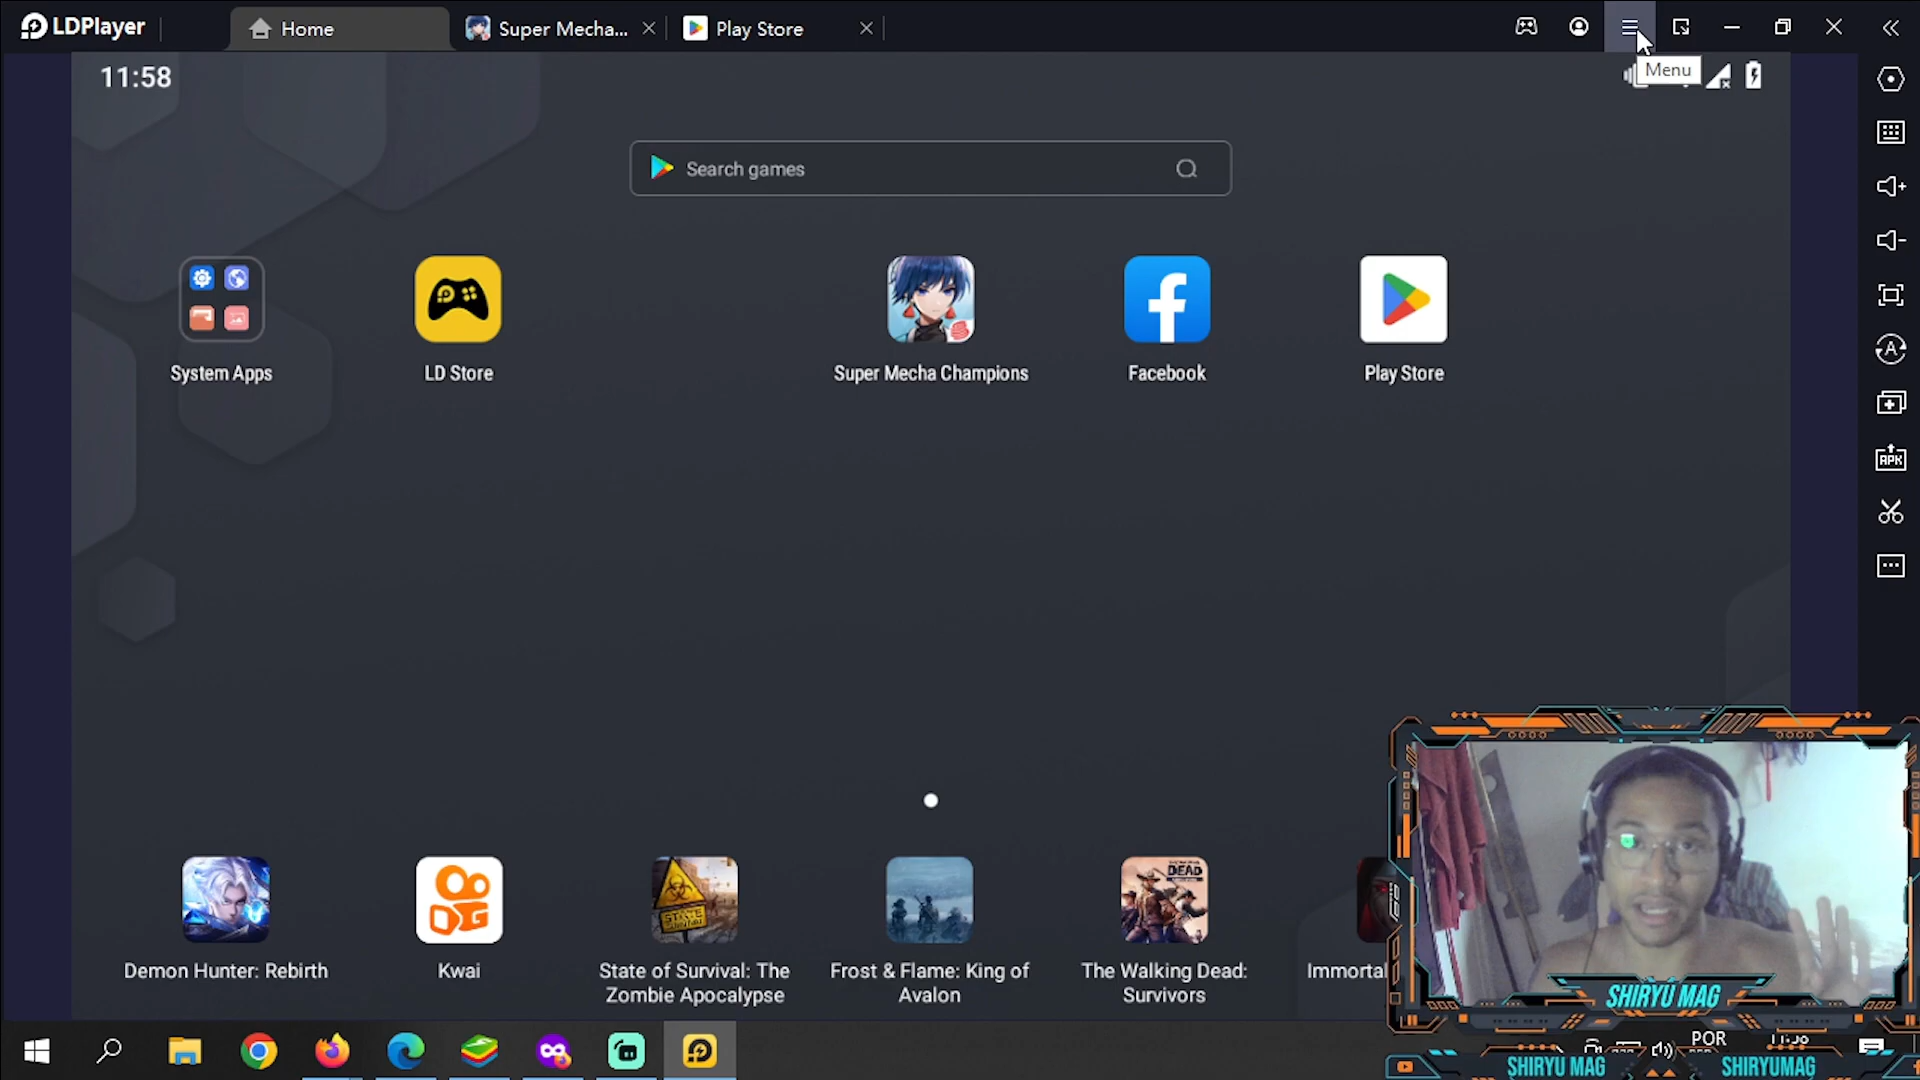 LDPlayer
Home
Super Mecha...
Play Store
Menu
11:58
Search games
System Apps
LD Store
Super Mecha Champions
Facebook
Play Store
APK
Demon Hunter: Rebirth
Kwai
State of Survival: The
Zombie Apocalypse
Frost & Flame: King of
Avalon
The Walking Dead:
Survivors
Immortal
SHIRYÚ MAG
POR
SHIRYU MAG
SHIRYUMAG